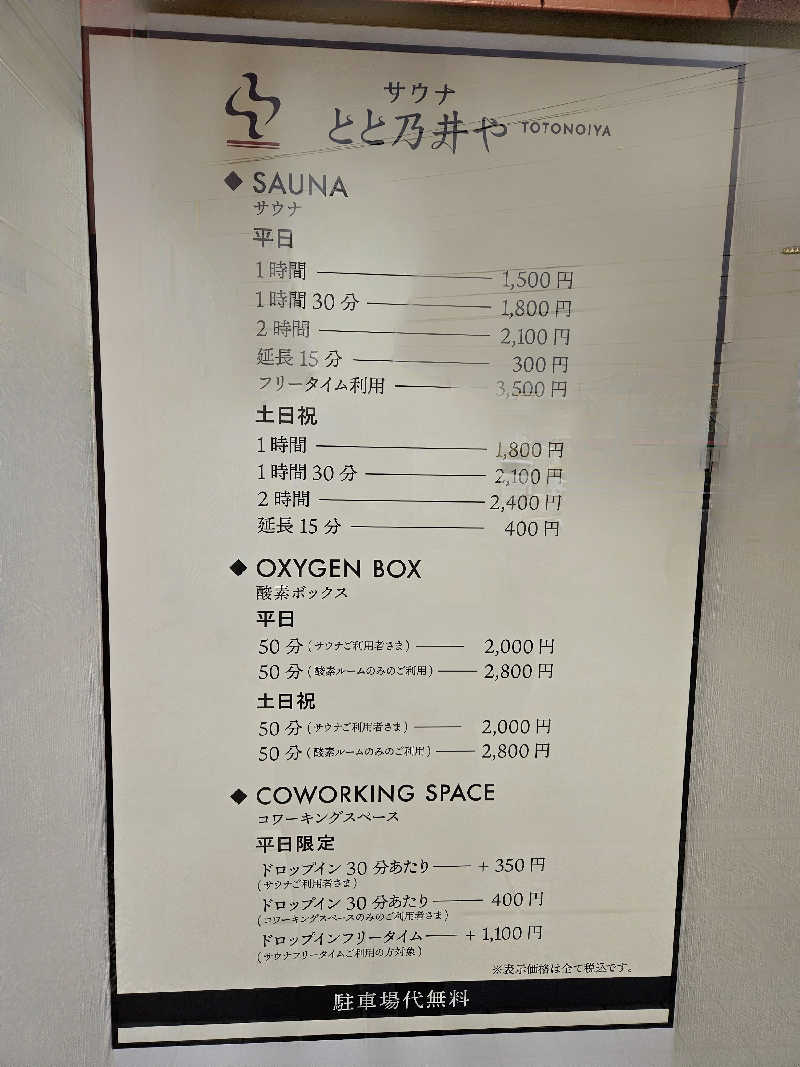 サウナ
とと乃井や TOTONOIYA
◆ SAUNA
サウナ
平日
1時間 1,500円
1時間30分 1,800円
2時間 2,100円
延長15分 300円
フリータイム利用 3,500円
土日祝
1時間 1,800円
1時間30分 2,100円
2時間 2,400円
延長15分 400円
◆ OXYGEN BOX
酸素ボックス
平日
50分(サウナご利用者さま) 2,000円
50分(酸素ルームのみのご利用) 2,800円
土日祝
50分(サウナご利用者さま) 2,000円
50分(酸素ルームのみのご利用) 2,800円
◆ COWORKING SPACE
コワーキングスペース
平日限定
ドロップイン30分あたり +350円
(サウナご利用者さま)
ドロップイン30分あたり 400円
(コワーキングスペースのみのご利用者さま)
ドロップインフリータイム +1,100円
(サウナフリータイムご利用の方対象)
※表示価格は全て税込です。
駐車場代無料